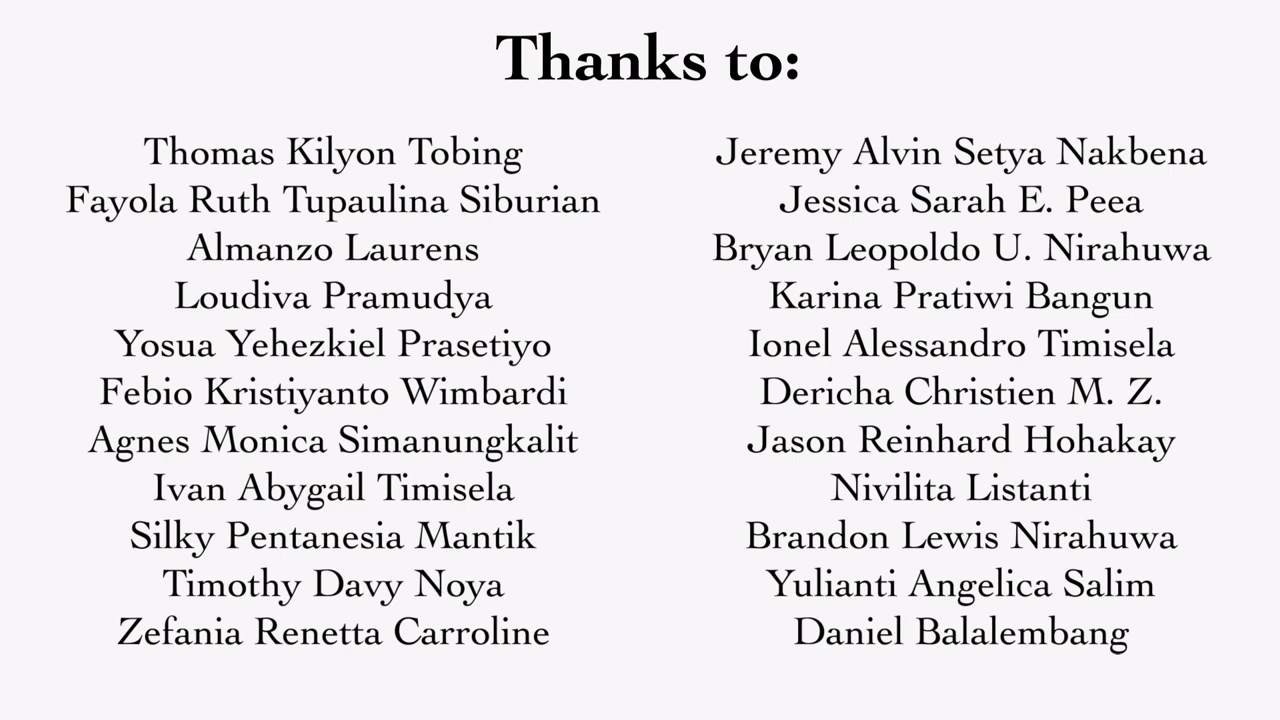 Thanks to:
Thomas Kilyon Tobing
Fayola Ruth Tupaulina Siburian
Almanzo Laurens
Loudiva Pramudya
Yosua Yehezkiel Prasetiyo
Febio Kristiyanto Wimbardi
Agnes Monica Simanungkalit
Ivan Abygail Timisela
Silky Pentanesia Mantik
Timothy Davy Noya
Zefania Renetta Carroline
Jeremy Alvin Setya Nakbena
Jessica Sarah E. Peea
Bryan Leopoldo U. Nirahuwa
Karina Pratiwi Bangun
Ionel Alessandro Timisela
Dericha Christien M. Z.
Jason Reinhard Hohakay
Nivilita Listanti
Brandon Lewis Nirahuwa
Yulianti Angelica Salim
Daniel Balalembang